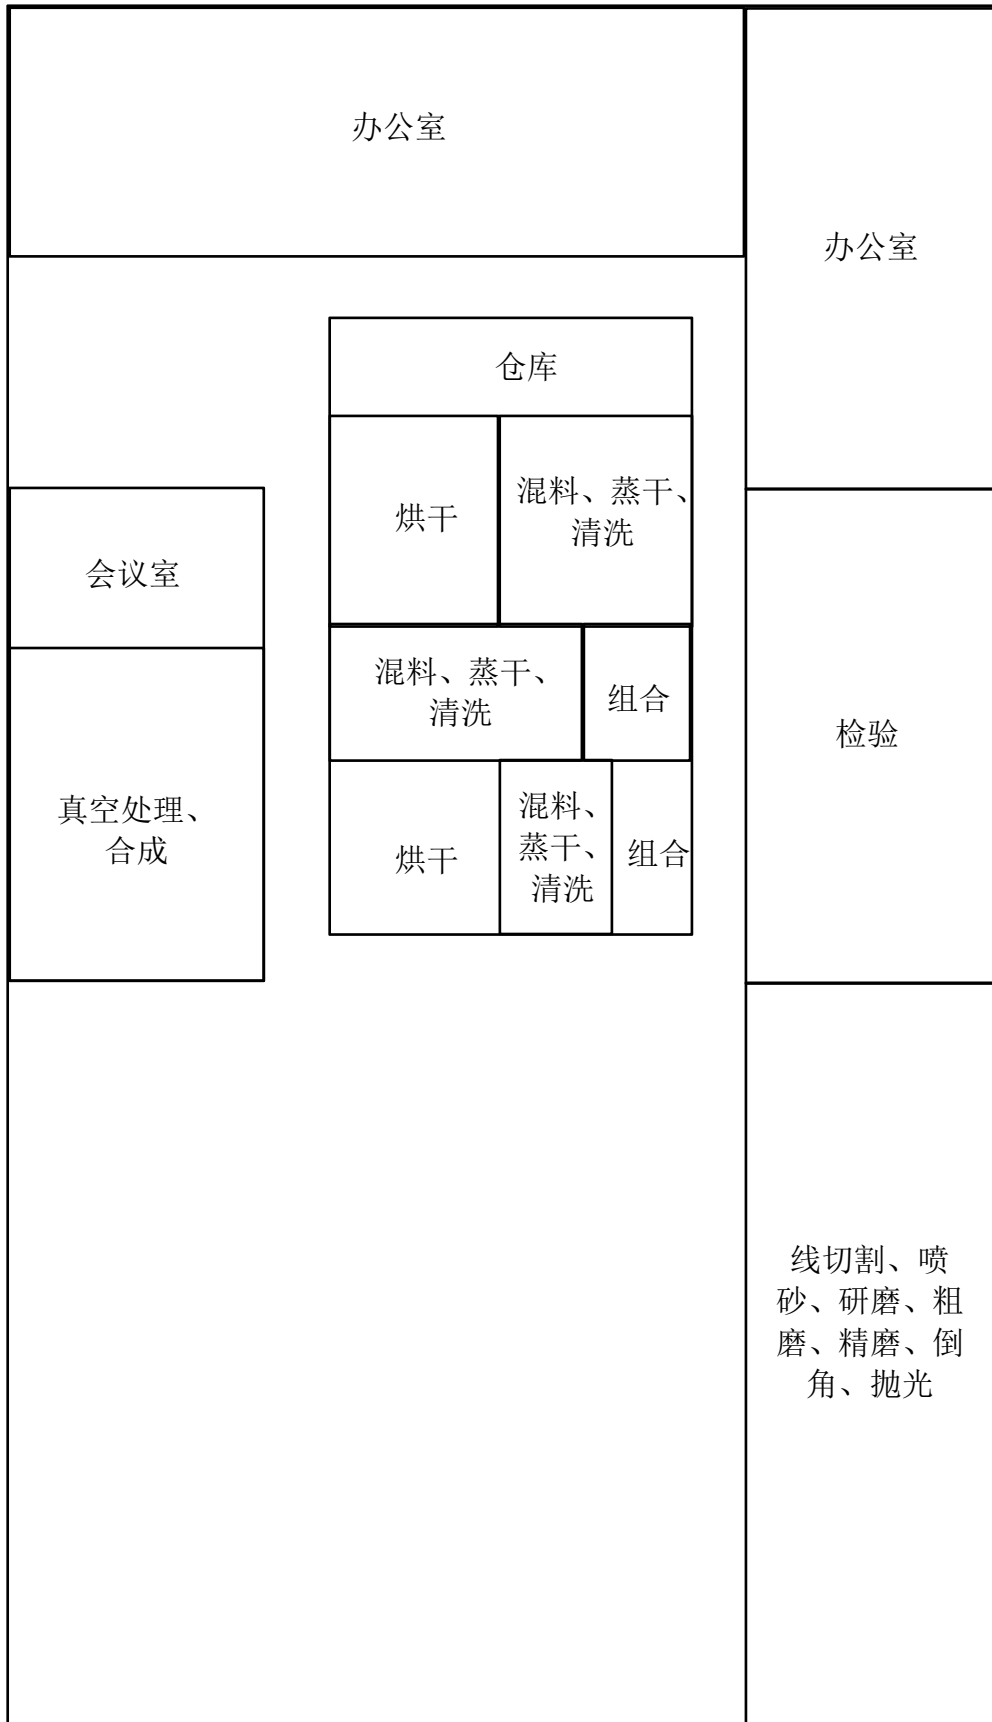 办公室
办公室
仓库
烘干
混料、蒸干、
清洗
会议室
混料、蒸干、
清洗
组合
检验
真空处理、
合成
烘干
混料、
蒸干、
清洗
组合
线切割、喷
砂、研磨、粗
磨、精磨、倒
角、抛光